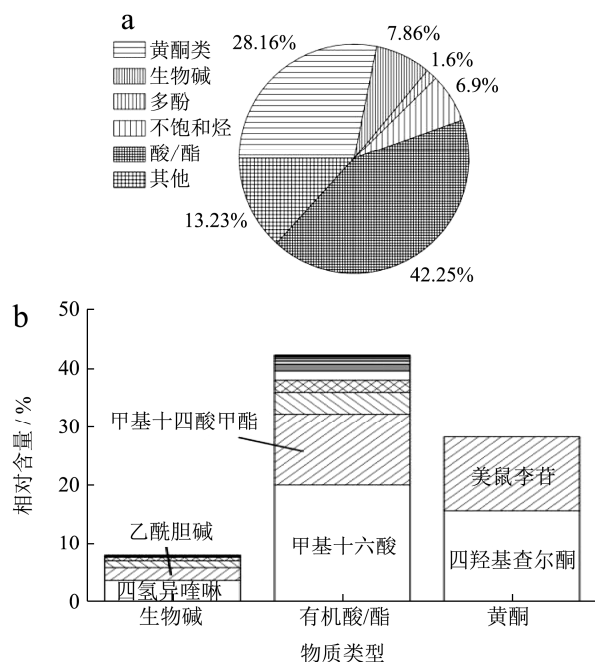 a
黄酮类
生物碱
多酚
不饱和烃
酸/酯
其他
28.16%
7.86%
1.6%
6.9%
13.23%
42.25%
b
50
40
30
20
10
0
相对含量/%
甲基十四酸甲酯
乙酰胆碱
四氢异喹啉
甲基十六酸
美鼠李苷
四羟基查尔酮
生物碱
有机酸/酯
黄酮
物质类型